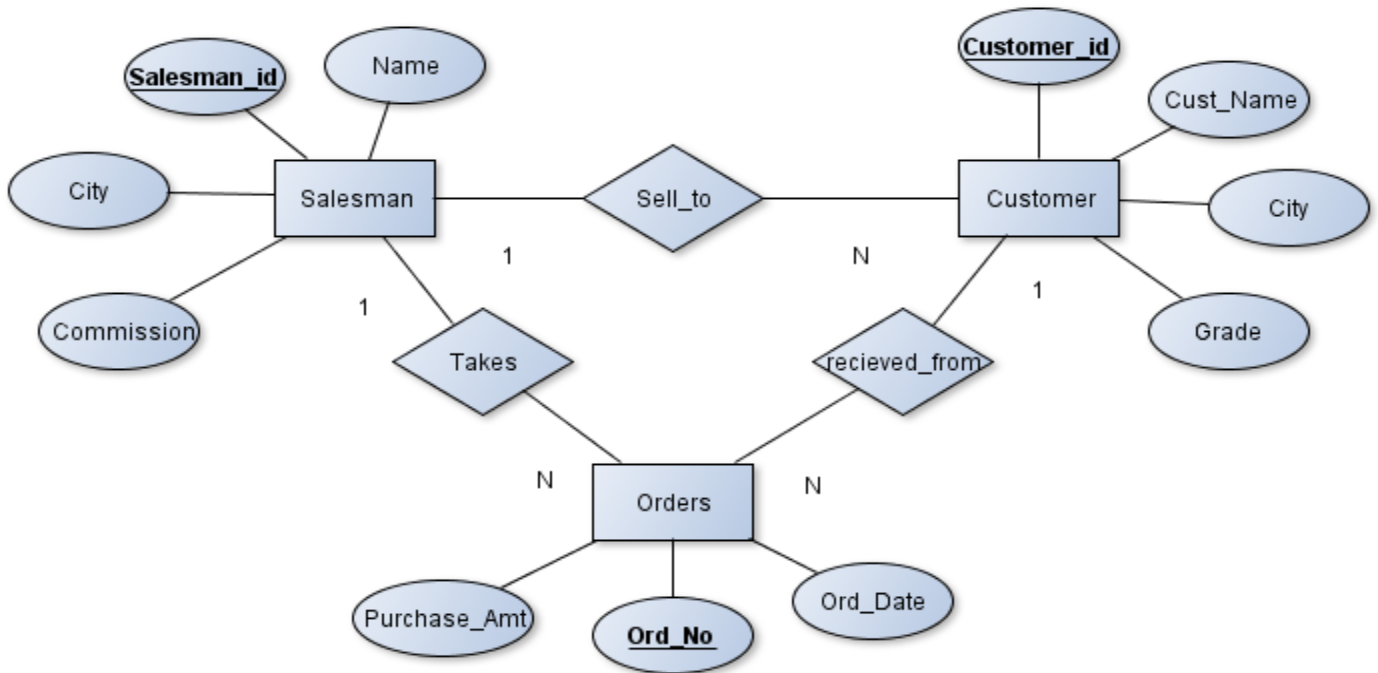 Customer_id
Name
Salesman_id
Cust_Name
City
Salesman
Sell_to
Customer
City
1
N
1
1
Commission
Takes
recieved_from
Grade
N
N
Orders
Purchase_Amt
Ord_No
Ord_Date